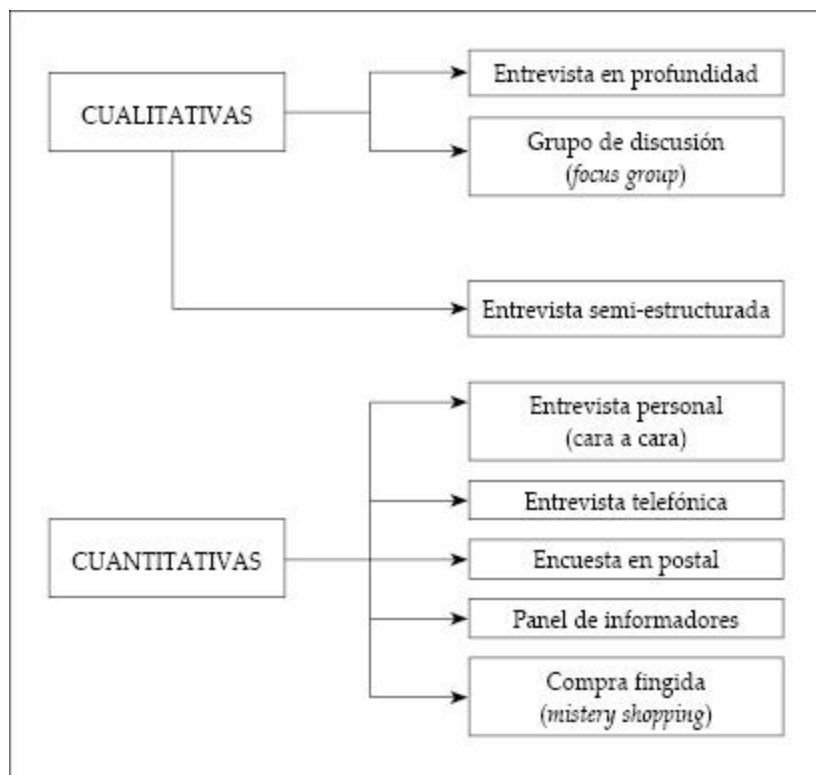 CUALITATIVAS
Entrevista en profundidad
Grupo de discusión
(focus group)
Entrevista semi-estructurada
CUANTITATIVAS
Entrevista personal
(cara a cara)
Entrevista telefónica
Encuesta en postal
Panel de informadores
Compra fingida
(mistery shopping)